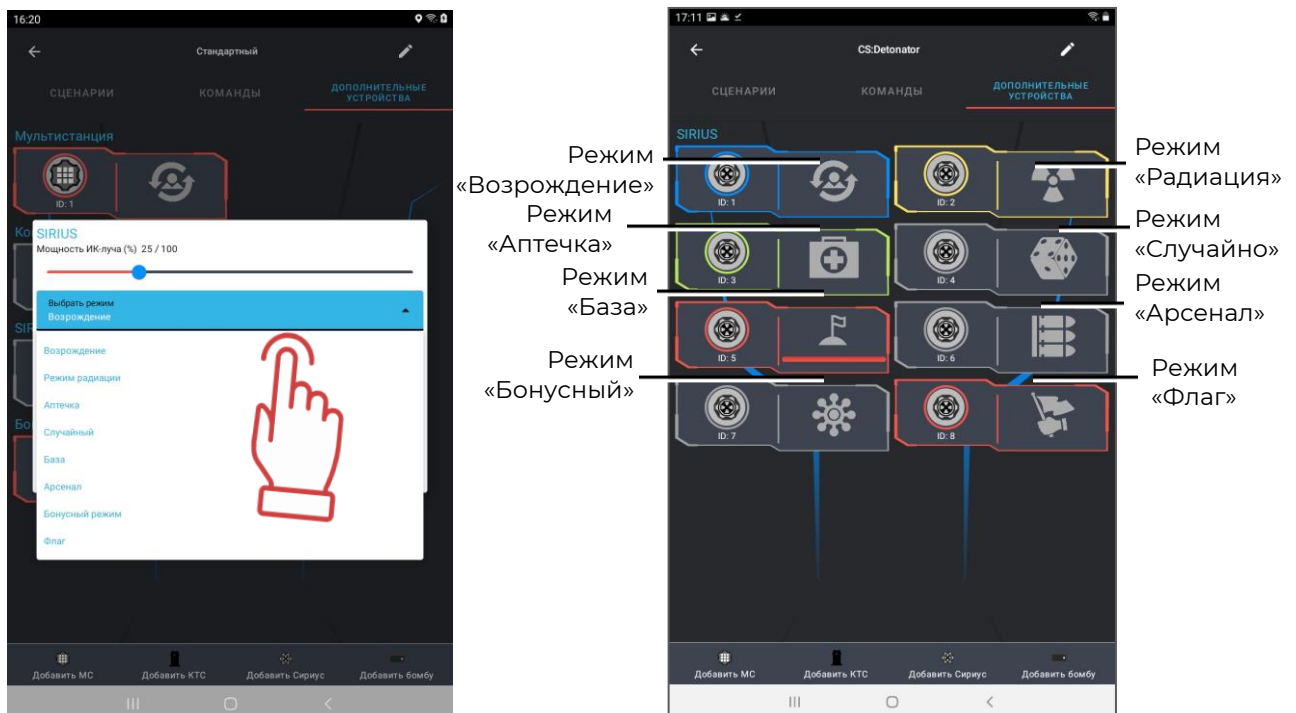 16:20
Стандартный
СЦЕНАРИИ
КОМАНДЫ
ДОПОЛНИТЕЛЬНЫЕ
УСТРОЙСТВА
Мультистанция
ID: 1
Ко
SIRIUS
Мощность ИК-луча (%) 25 / 100
Выбрать режим
Возрождение
SIR
Возрождение
Режим радиации
Аптечка
Случайный
Бо
База
Арсенал
Бонусный режим
Флаг
Добавить МС
Добавить КТС
Добавить Сириус
Добавить бомбу
17:11
CS:Detonator
СЦЕНАРИИ
КОМАНДЫ
ДОПОЛНИТЕЛЬНЫЕ
УСТРОЙСТВА
SIRIUS
Режим
«Возрождение»
ID: 1
ID: 2
Режим
«Радиация»
Режим
«Аптечка»
ID: 3
ID: 4
Режим
«Случайно»
Режим
«База»
ID: 5
ID: 6
Режим
«Арсенал»
Режим
«Бонусный»
ID: 7
ID: 8
Режим
«Флаг»
Добавить МС
Добавить КТС
Добавить Сириус
Добавить бомбу